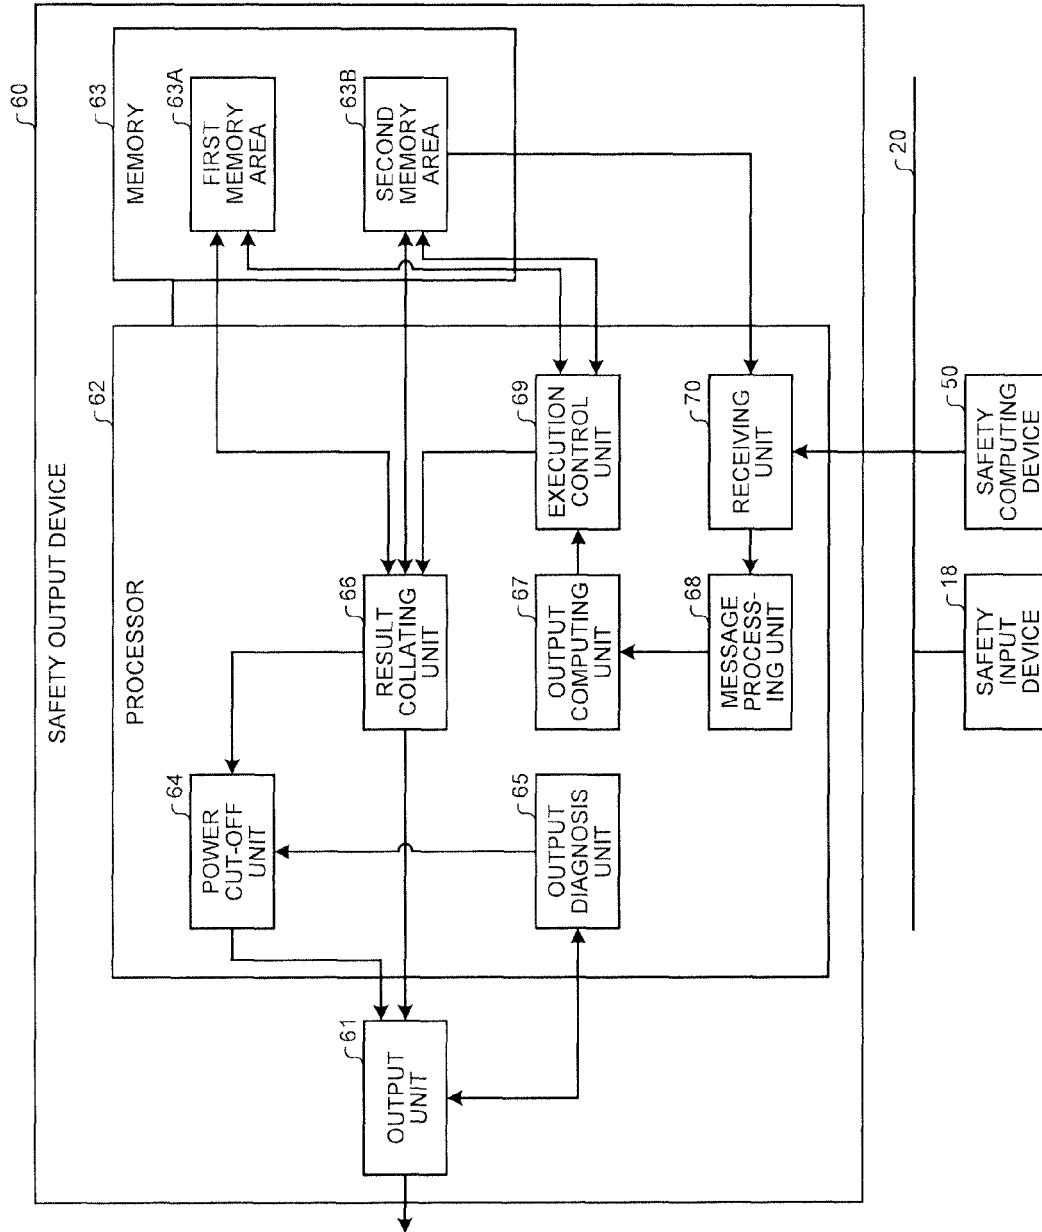 60
SAFETY OUTPUT DEVICE
62
PROCESSOR
63
MEMORY
61
OUTPUT
UNIT
64
POWER
CUT-OFF
UNIT
65
OUTPUT
DIAGNOSIS
UNIT
66
RESULT
COLLATING
UNIT
67
OUTPUT
COMPUTING
UNIT
68
MESSAGE
PROCESS-
ING UNIT
69
EXECUTION
CONTROL
UNIT
70
RECEIVING
UNIT
63A
FIRST
MEMORY
AREA
63B
SECOND
MEMORY
AREA
20
18
SAFETY
INPUT
DEVICE
50
SAFETY
COMPUTING
DEVICE